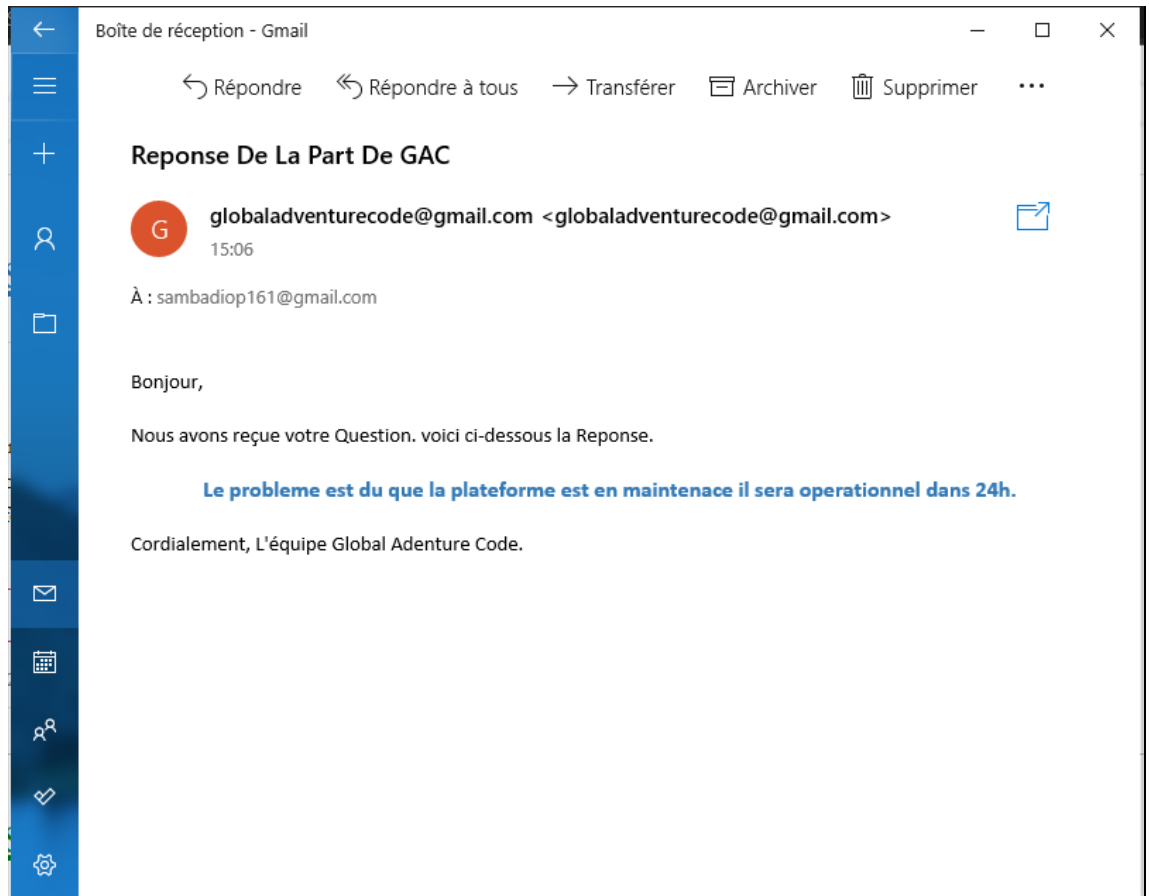 Boîte de réception - Gmail
Répondre Répondre à tous Transférer Archiver Supprimer
Reponse De La Part De GAC
G
globaladventurecode@gmail.com <globaladventurecode@gmail.com>
15:06
À : sambadiop161@gmail.com
Bonjour,
Nous avons reçue votre Question. voici ci-dessous la Reponse.
Le probleme est du que la plateforme est en maintenace il sera operationnel dans 24h.
Cordialement, L'équipe Global Adenture Code.